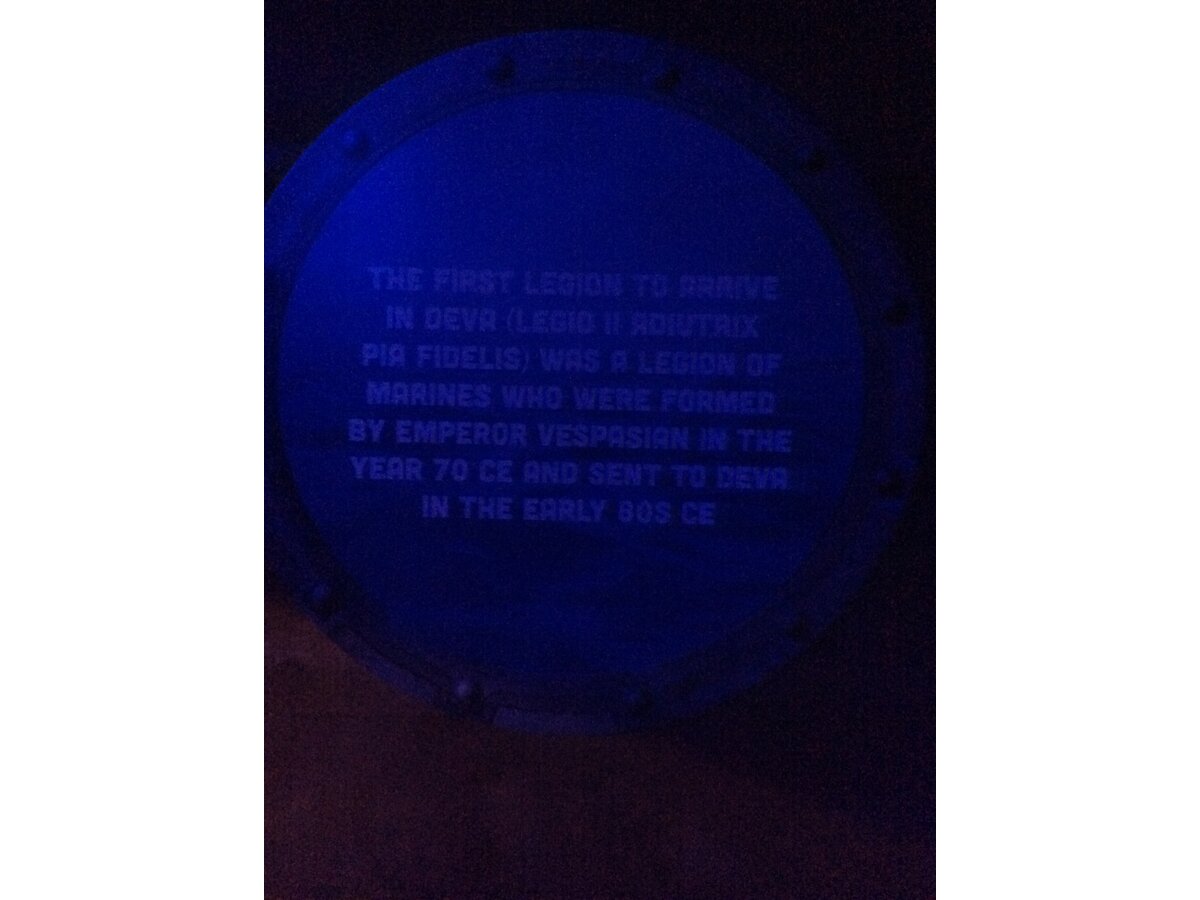 THE FIRST LEGION TO ARRIVE
IN DEVA (LEGIO II ADIUTRIX
PIA FIDELIS) WAS A LEGION OF
MARINES WHO WERE FORMED
BY EMPEROR VESPASIAN IN THE
YEAR 70 CE AND SENT TO DEVA
IN THE EARLY 80S CE